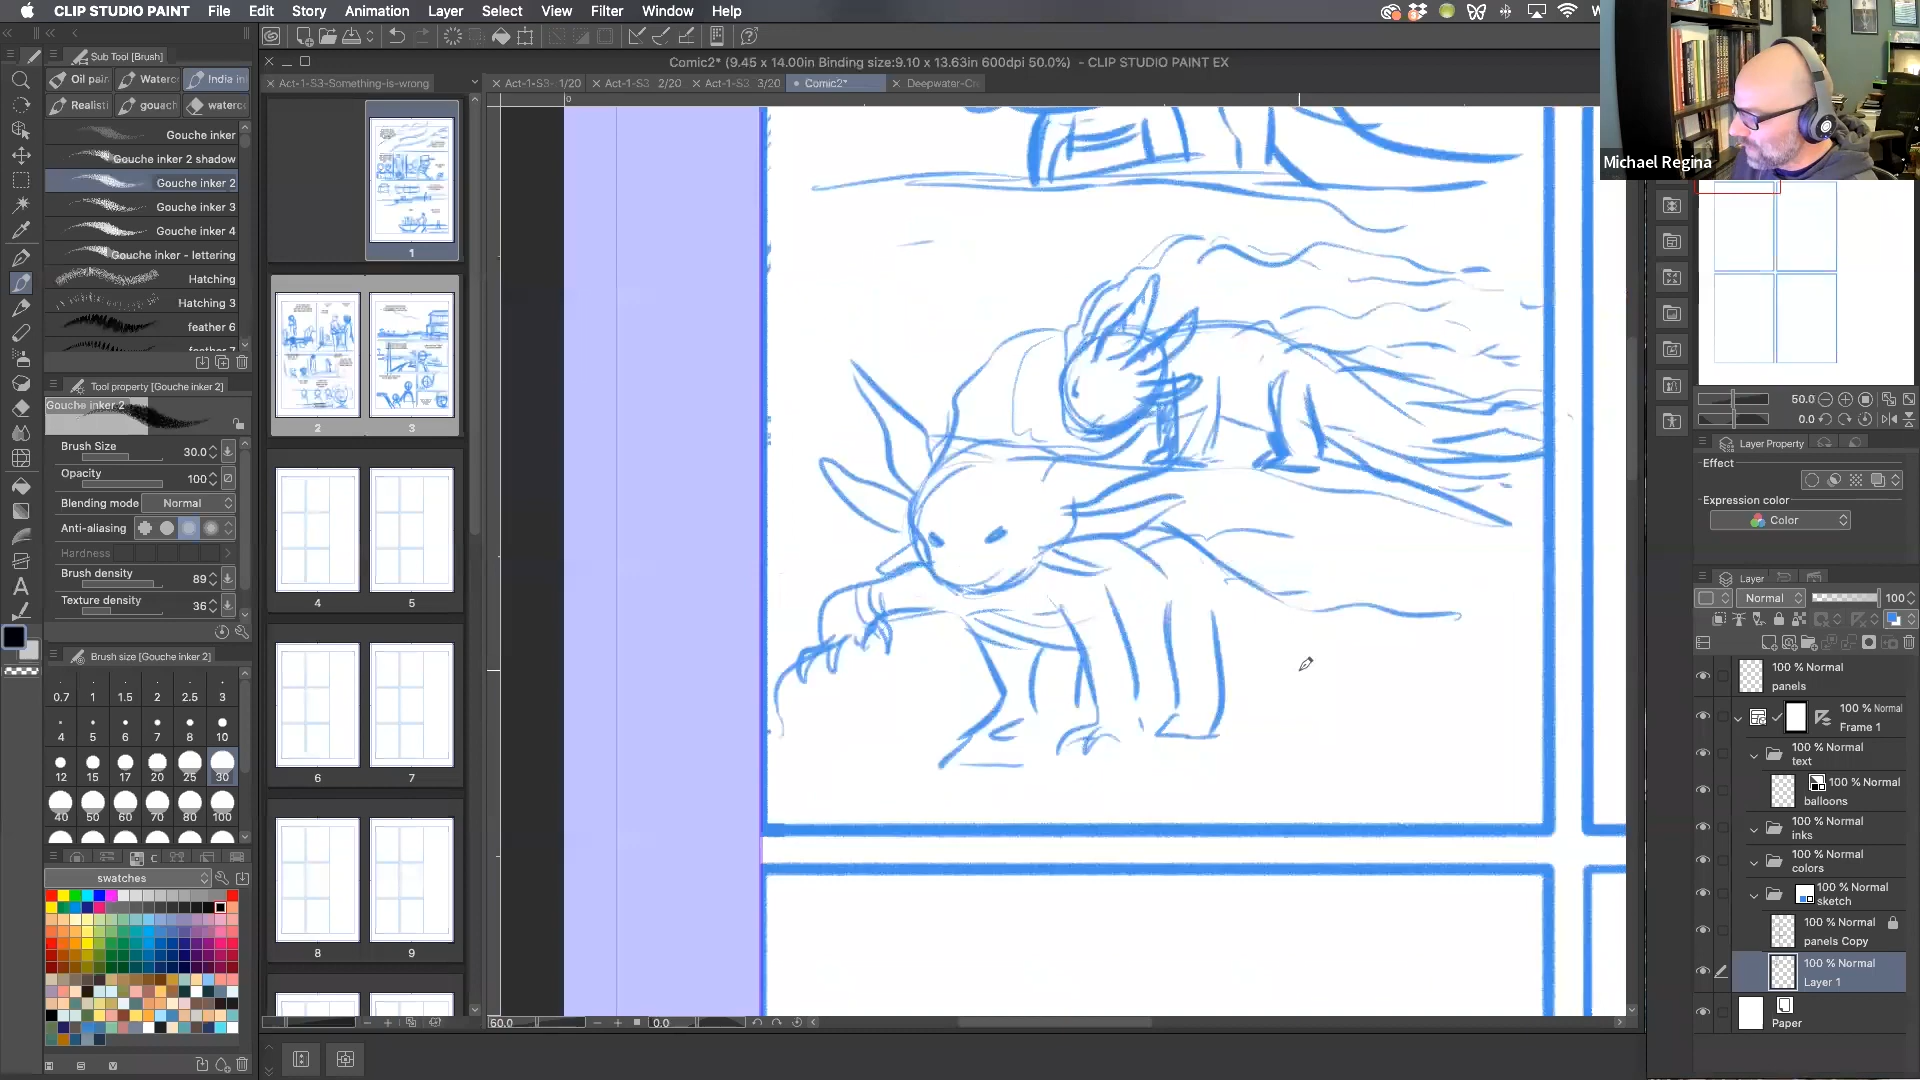 CLIP STUDIO PAINT File Edit Story Animation Layer Select View Filter Window Help
Sub Tool [Brush]
Comic2* (9.45 x 14.00in Binding size:9.10 x 13.63in 600dpi 50.0%) - CLIP STUDIO PAINT EX
Oil pain Waterc India in
Act-1-S3-Something-is-wrong
Act-1-S3- 1/20
Act-1-S3 2/20
Act-1-S3 3/20
Comic2*
Deepwater-Cr
Realisti gouach waterco
Gouche inker
Gouche inker 2 shadow
Gouche inker 2
Gouche inker 3
Gouche inker 4
Gouche inker - lettering
Hatching
Hatching 3
feather 6
feather 7
Tool property [Gouche inker 2]
Gouche inker 2
Brush Size 30.0
Opacity 100
Blending mode Normal
Anti-aliasing
Hardness
Brush density 89
Texture density 36
Brush size [Gouche inker 2]
0.7 1 1.5 2 2.5 3
4 5 6 7 8 10
12 15 17 20 25 30
40 50 60 70 80 100
swatches
1
2 3
4 5
6 7
8 9
0
50.0 0.0
Michael Regina
50.0
0.0
Layer Property
Effect
Expression color
Color
Layer
Normal 100
100 % Normal
panels
100 % Normal
Frame 1
100 % Normal
text
100 % Normal
balloons
100 % Normal
inks
100 % Normal
colors
100 % Normal
sketch
100 % Normal
panels Copy
100 % Normal
Layer 1
Paper